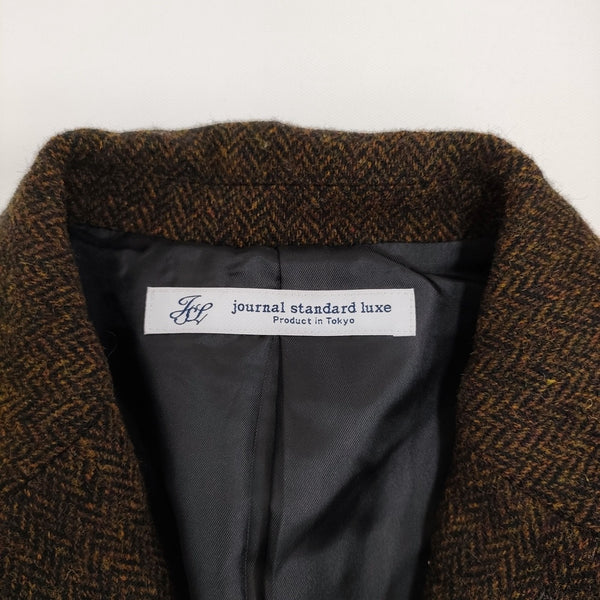 JSL
journal standard luxe
Product in Tokyo